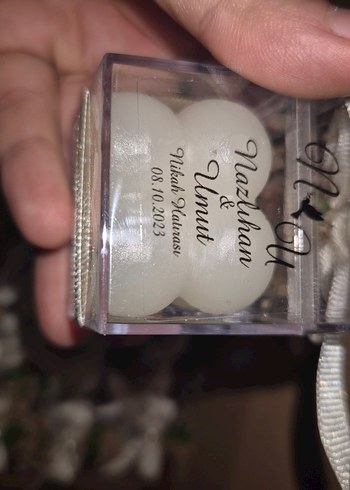 N ♥ U
Nazlıhan
&
Umut
Nikah Hatırası
08.10.2023